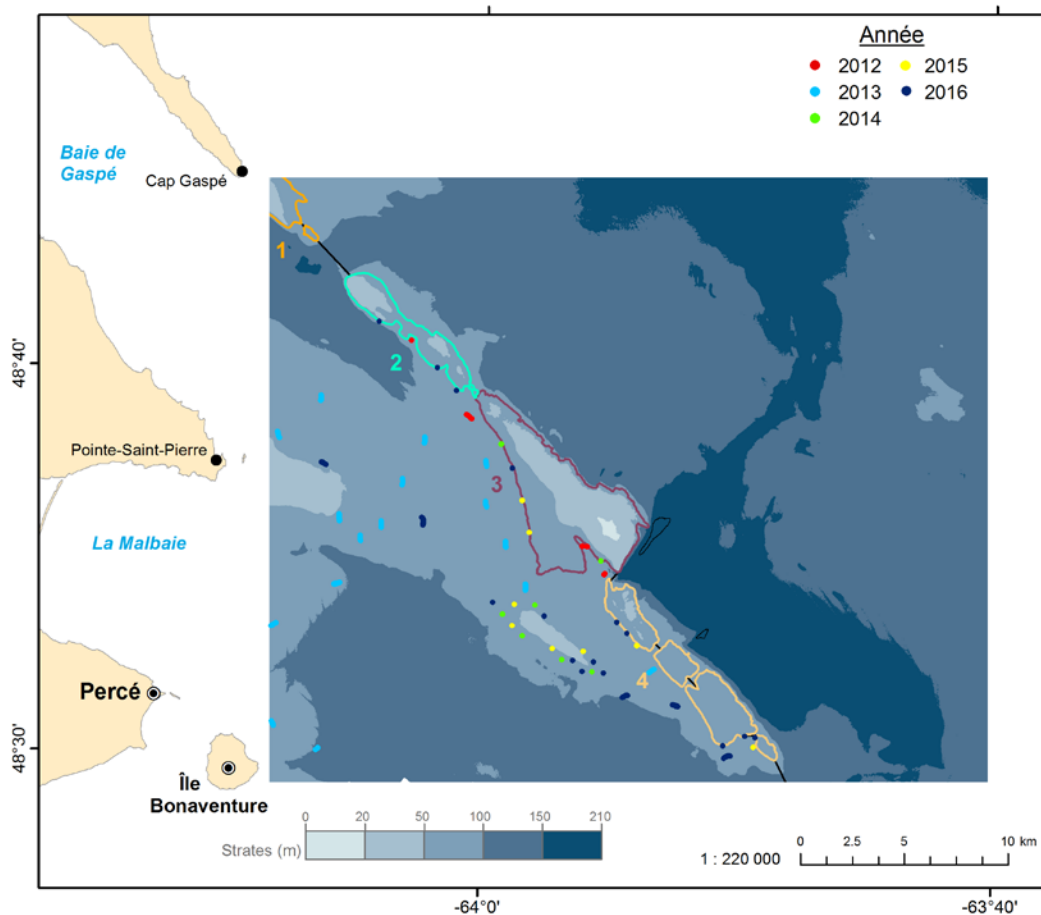 Année
2012
2015
2013
2016
2014
Baie de
Gaspé
Cap Gaspé
1
2
48°40'
Pointe-Saint-Pierre
3
La Malbaie
4
Percé
48°30'
Île
Bonaventure
0 20 50 100 150 210
Strates (m)
1 : 220 000
0 2.5 5 10 km
-64°0'
-63°40'